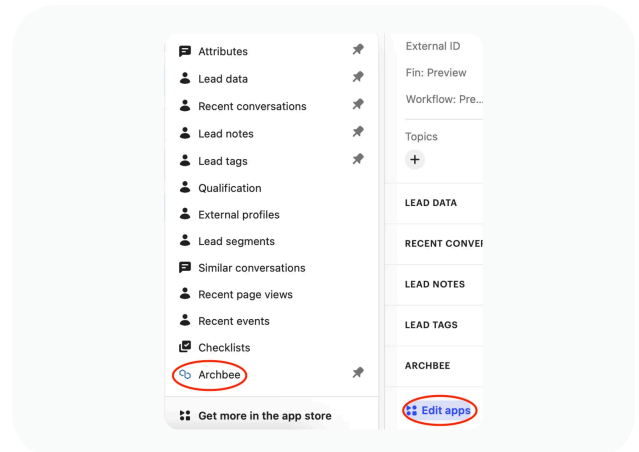 Attributes
Lead data
Recent conversations
Lead notes
Lead tags
Qualification
External profiles
Lead segments
Similar conversations
Recent page views
Recent events
Checklists
Archbee
Get more in the app store
External ID
Fin: Preview
Workflow: Pre...
Topics
+
LEAD DATA
RECENT CONVER
LEAD NOTES
LEAD TAGS
ARCHBEE
Edit apps